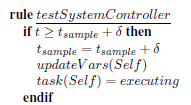 rule testSystemController
if t ≥ t_sample + δ then
t_sample = t_sample + δ
updateVars(Self)
task(Self) = executing
endif